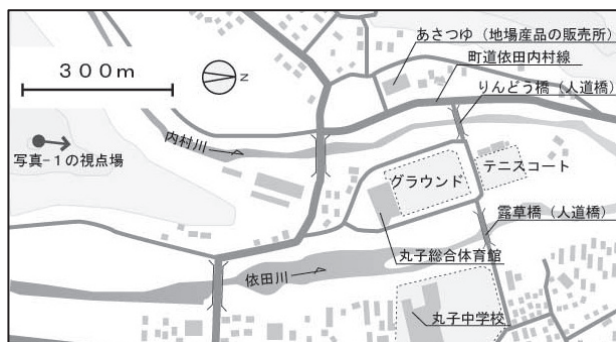 あさつゆ（地場産品の販売所）
300m
町道依田内村線
N
りんどう橋（人道橋）
内村川
写真-1の視点場
グラウンド
テニスコート
露草橋（人道橋）
丸子総合体育館
依田川
丸子中学校